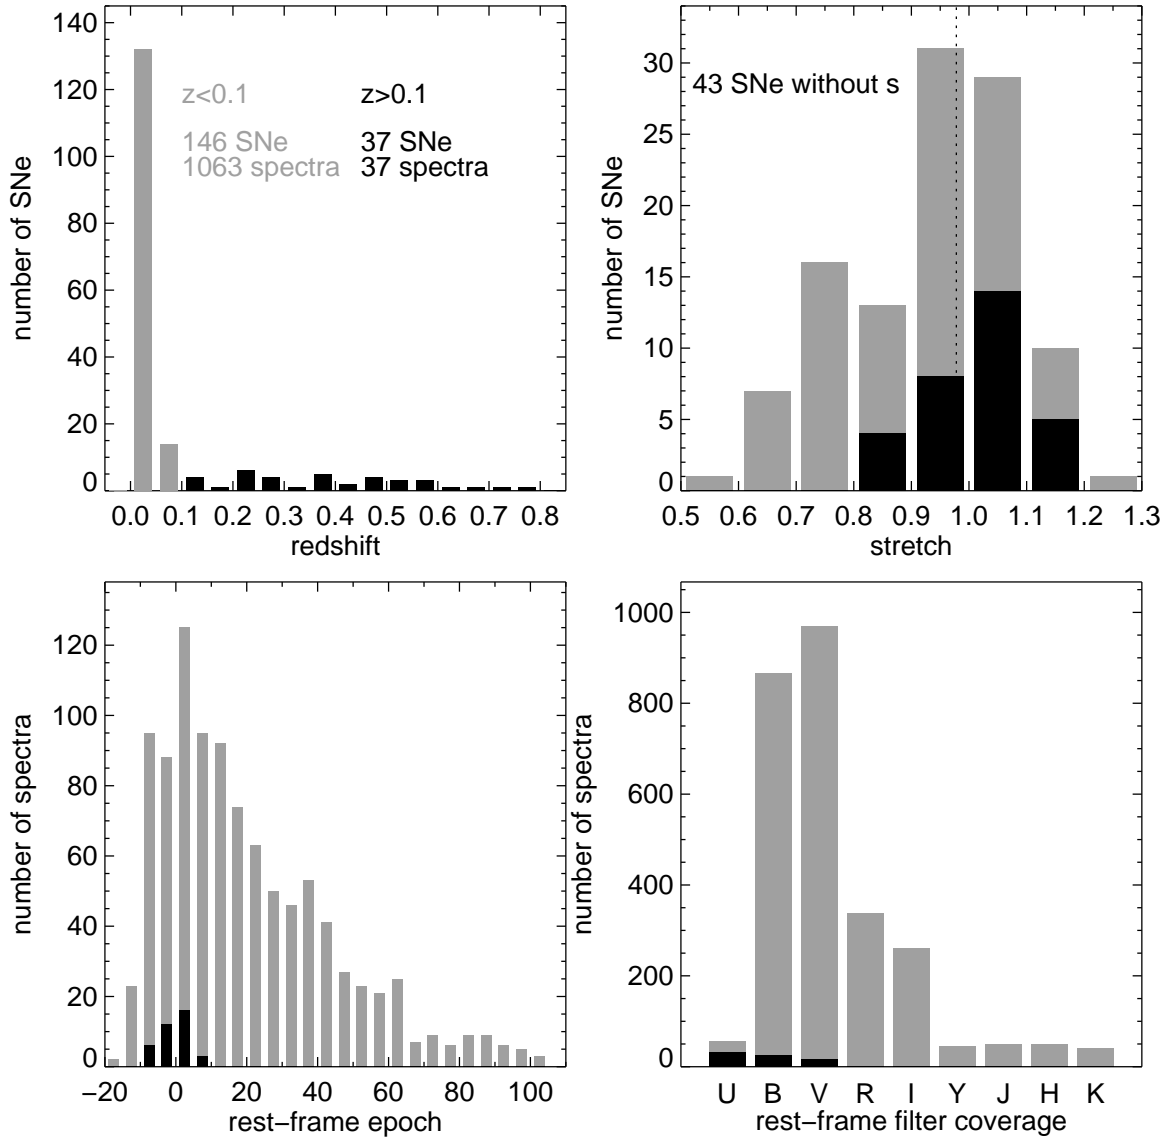 140
120
100
80
60
40
20
0
number of SNe
z<0.1 z>0.1
146 SNe 37 SNe
1063 spectra 37 spectra
0.0 0.1 0.2 0.3 0.4 0.5 0.6 0.7 0.8
redshift
30
25
20
15
10
5
0
number of SNe
43 SNe without s
0.5 0.6 0.7 0.8 0.9 1.0 1.1 1.2 1.3
stretch
120
100
80
60
40
20
0
number of spectra
−20 0 20 40 60 80 100
rest−frame epoch
1000
800
600
400
200
0
number of spectra
U B V R I Y J H K
rest−frame filter coverage